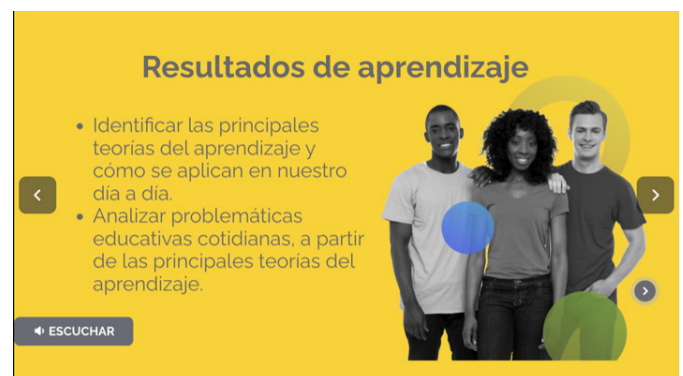 Resultados de aprendizaje
• Identificar las principales
teorías del aprendizaje y
cómo se aplican en nuestro
día a día.
• Analizar problemáticas
educativas cotidianas, a partir
de las principales teorías del
aprendizaje.
ESCUCHAR